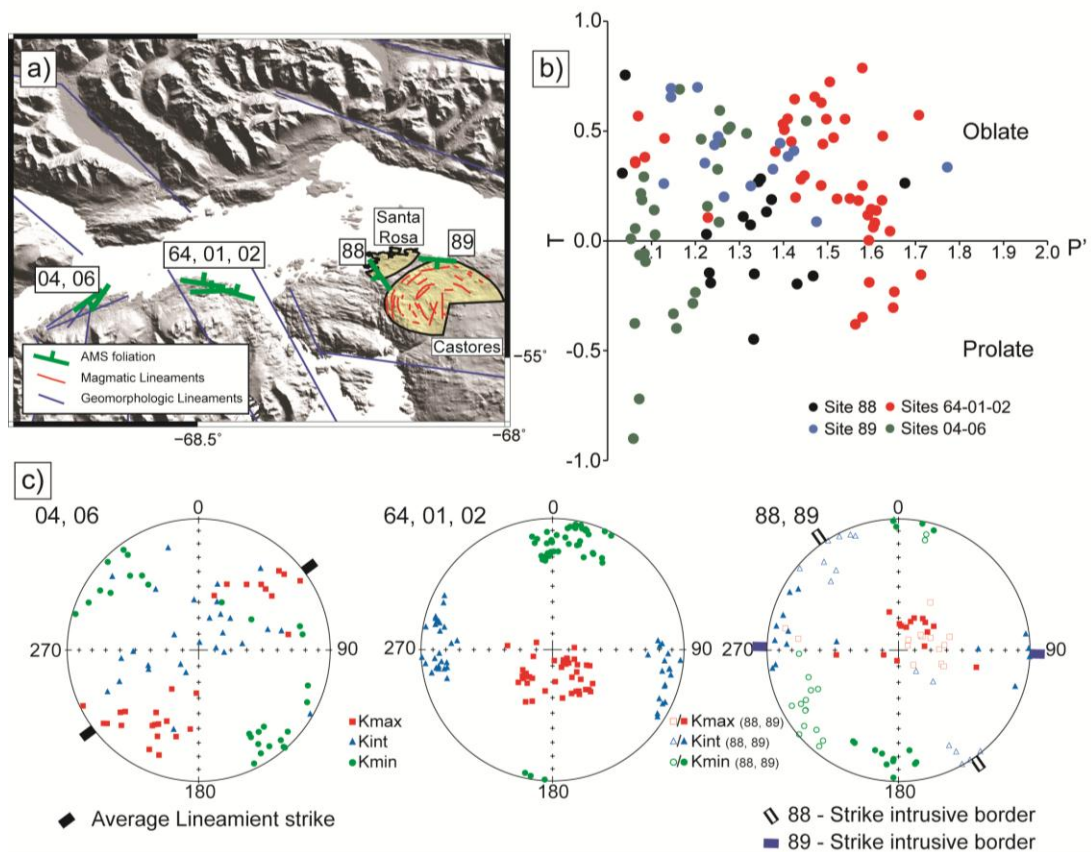 a)
Santa
Rosa
88
89
04, 06
64, 01, 02
Castores
AMS foliation
Magmatic Lineaments
Geomorphologic Lineaments
−55˚
−68.5˚
−68˚
b)
1.0
0.5
0.0
-0.5
-1.0
T
1.1 1.2 1.3 1.4 1.5 1.6 1.7 1.8 1.9 2.0 P'
Oblate
Prolate
Site 88 Sites 64-01-02
Site 89 Sites 04-06
c)
04, 06
0
270
90
180
Kmax
Kint
Kmin
Average Lineamient strike
64, 01, 02
0
270
90
180
88, 89
0
270
90
180
/ Kmax (88, 89)
/ Kint (88, 89)
/ Kmin (88, 89)
88 - Strike intrusive border
89 - Strike intrusive border